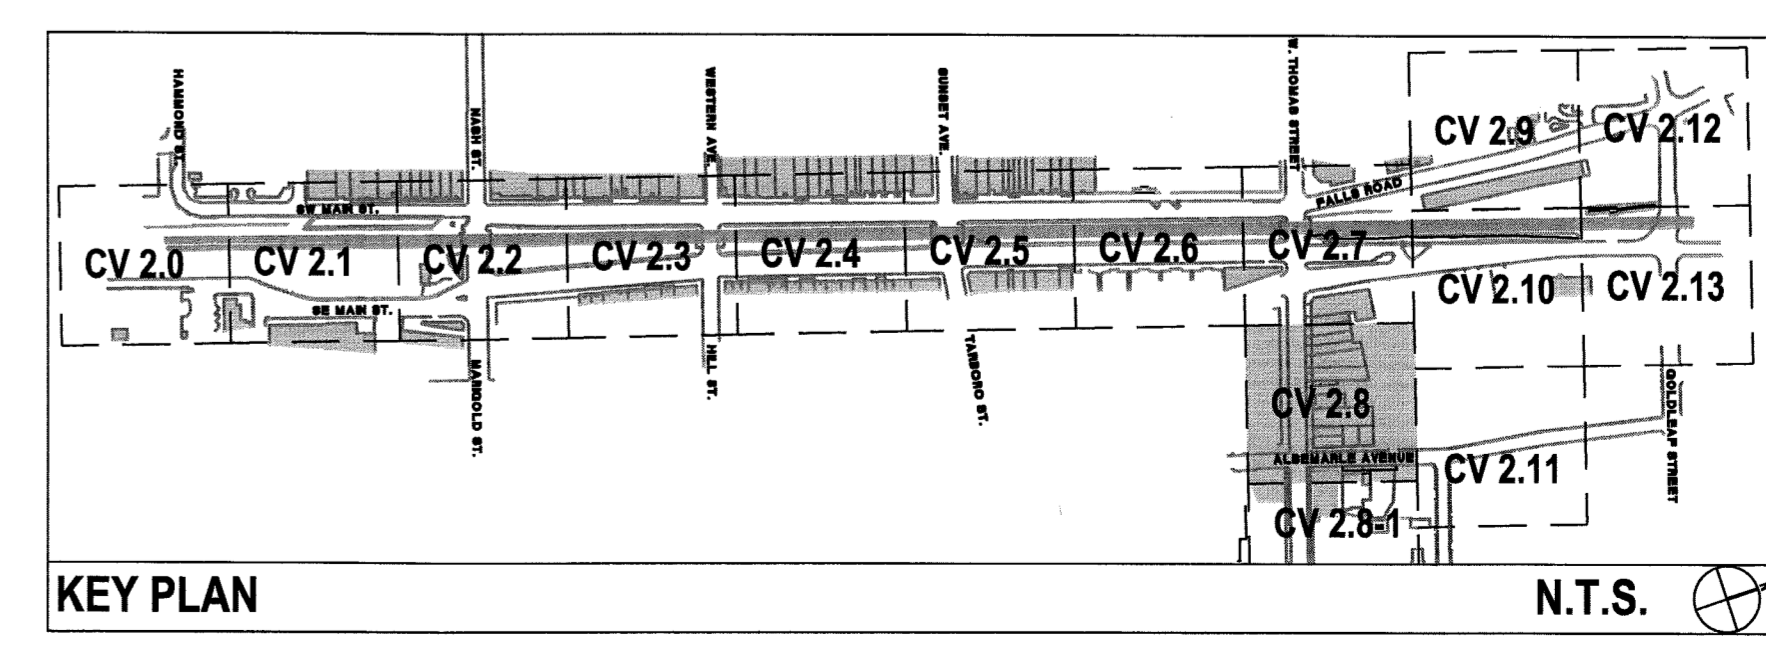 HAMMOND ST.
NASH ST.
WESTERN AVE.
SUNSET AVE.
W. THOMAS STREET
CV 2.9
CV 2.12
FALLS ROAD
SW MAIN ST.
CV 2.0
CV 2.1
CV 2.2
CV 2.3
CV 2.4
CV 2.5
CV 2.6
CV 2.7
CV 2.10
CV 2.13
SE MAIN ST.
MARIGOLD ST.
HILL ST.
TARBORO ST.
GOLDLEAF STREET
CV 2.8
ALBEMARLE AVENUE
CV 2.11
CV 2.8-1
KEY PLAN
N.T.S.